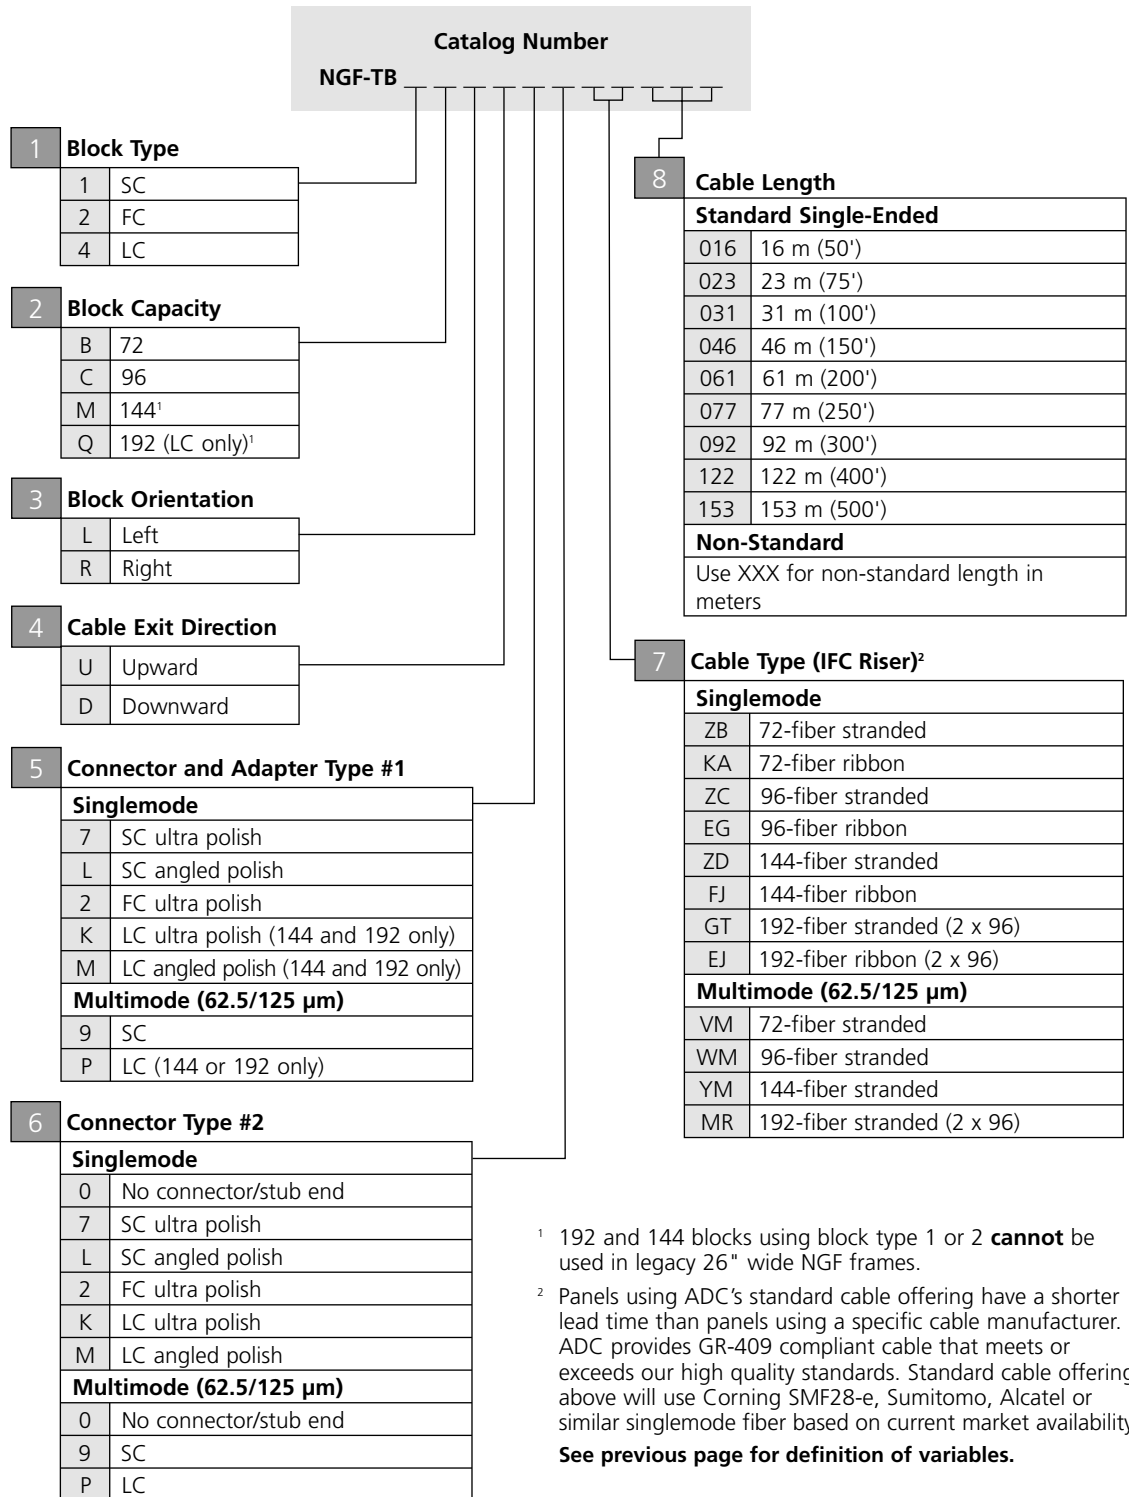 Catalog Number
NGF-TB _ _ _ _ _ _ _ _ _ _ _
1 Block Type
1 SC
2 FC
4 LC
2 Block Capacity
B 72
C 96
M 144¹
Q 192 (LC only)¹
3 Block Orientation
L Left
R Right
4 Cable Exit Direction
U Upward
D Downward
5 Connector and Adapter Type #1
Singlemode
7 SC ultra polish
L SC angled polish
2 FC ultra polish
K LC ultra polish (144 and 192 only)
M LC angled polish (144 and 192 only)
Multimode (62.5/125 µm)
9 SC
P LC (144 or 192 only)
6 Connector Type #2
Singlemode
0 No connector/stub end
7 SC ultra polish
L SC angled polish
2 FC ultra polish
K LC ultra polish
M LC angled polish
Multimode (62.5/125 µm)
0 No connector/stub end
9 SC
P LC
8 Cable Length
Standard Single-Ended
016 16 m (50')
023 23 m (75')
031 31 m (100')
046 46 m (150')
061 61 m (200')
077 77 m (250')
092 92 m (300')
122 122 m (400')
153 153 m (500')
Non-Standard
Use XXX for non-standard length in
meters
7 Cable Type (IFC Riser)²
Singlemode
ZB 72-fiber stranded
KA 72-fiber ribbon
ZC 96-fiber stranded
EG 96-fiber ribbon
ZD 144-fiber stranded
FJ 144-fiber ribbon
GT 192-fiber stranded (2 x 96)
EJ 192-fiber ribbon (2 x 96)
Multimode (62.5/125 µm)
VM 72-fiber stranded
WM 96-fiber stranded
YM 144-fiber stranded
MR 192-fiber stranded (2 x 96)
¹ 192 and 144 blocks using block type 1 or 2 cannot be
used in legacy 26" wide NGF frames.
² Panels using ADC's standard cable offering have a shorter
lead time than panels using a specific cable manufacturer.
ADC provides GR-409 compliant cable that meets or
exceeds our high quality standards. Standard cable offering
above will use Corning SMF28-e, Sumitomo, Alcatel or
similar singlemode fiber based on current market availability
See previous page for definition of variables.